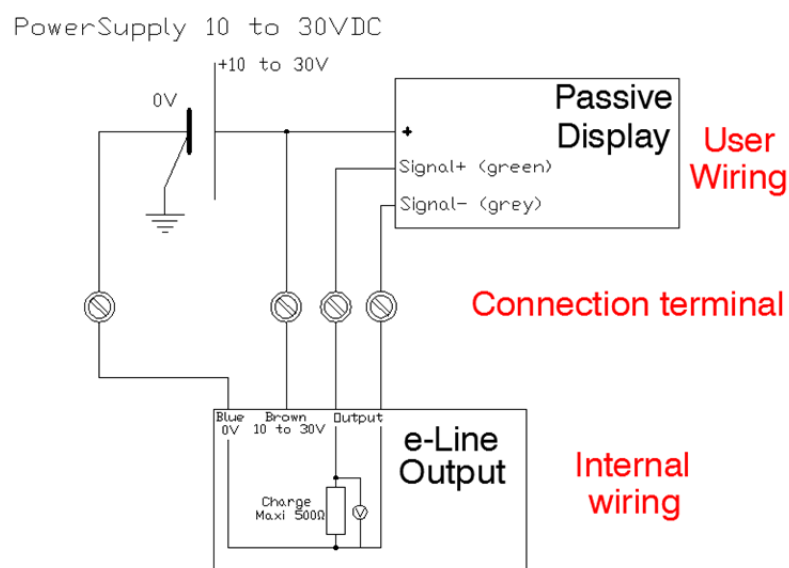 PowerSupply 10 to 30VDC
+10 to 30V
0V
Passive
Display
+
Signal+ (green)
Signal- (grey)
User
Wiring
Connection terminal
Blue
0V
Brown
10 to 30V
Output
e-Line
Output
Charge
Maxi 500Ω
V
Internal
wiring